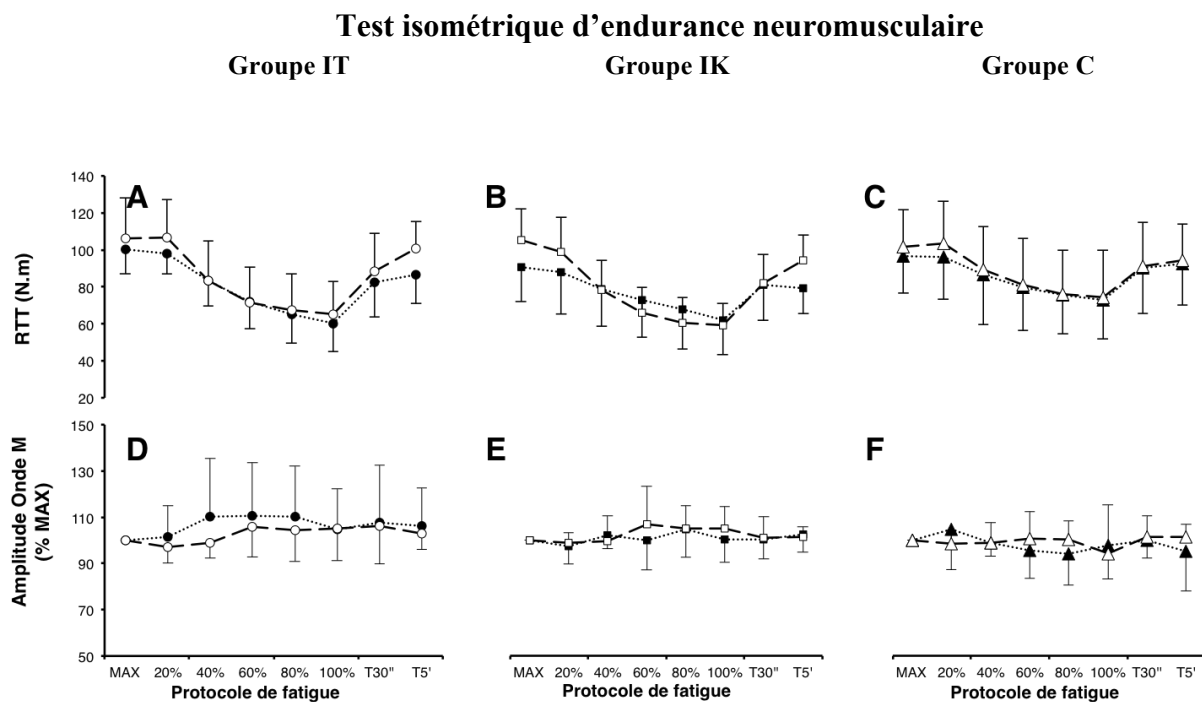 Test isométrique d’endurance neuromusculaire
Groupe IT Groupe IK Groupe C
A B C
RTT (N.m)
140
120
100
80
60
40
20
D E F
Amplitude Onde M
(% MAX)
150
130
110
90
70
50
MAX 20% 40% 60% 80% 100% T30" T5' MAX 20% 40% 60% 80% 100% T30" T5' MAX 20% 40% 60% 80% 100% T30" T5'
Protocole de fatigue Protocole de fatigue Protocole de fatigue